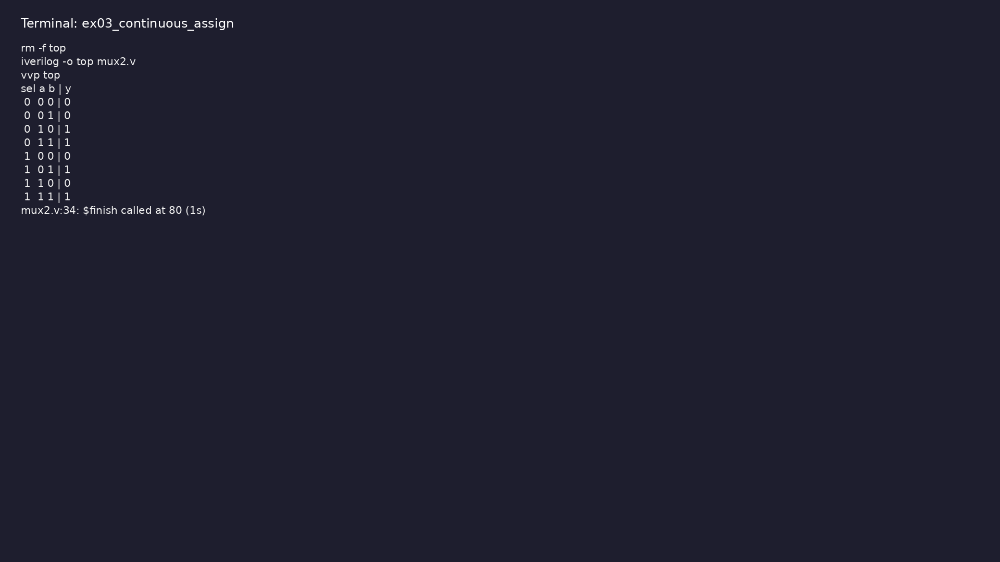 Terminal: ex03_continuous_assign
rm -f top
iverilog -o top mux2.v
vvp top
sel a b | y
 0  0 0 | 0
 0  0 1 | 0
 0  1 0 | 1
 0  1 1 | 1
 1  0 0 | 0
 1  0 1 | 1
 1  1 0 | 0
 1  1 1 | 1
mux2.v:34: $finish called at 80 (1s)